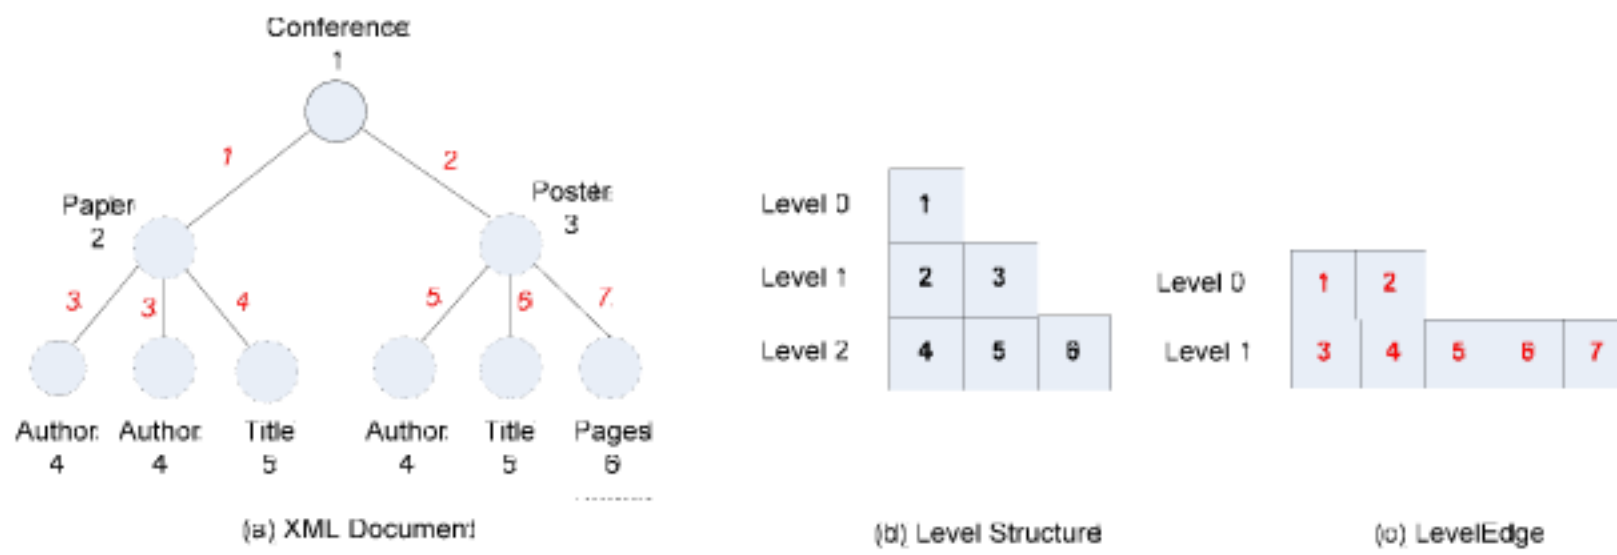 Conference
1
1 2
Paper
2
Poster
3
3 3 4 5 6 7
Author Author Title Author Title Pages
4 4 5 4 5 6
(a) XML Document
Level 0 1
Level 1 2 3
Level 2 4 5 6
(b) Level Structure
Level 0 1 2
Level 1 3 4 5 6 7
(c) LevelEdge